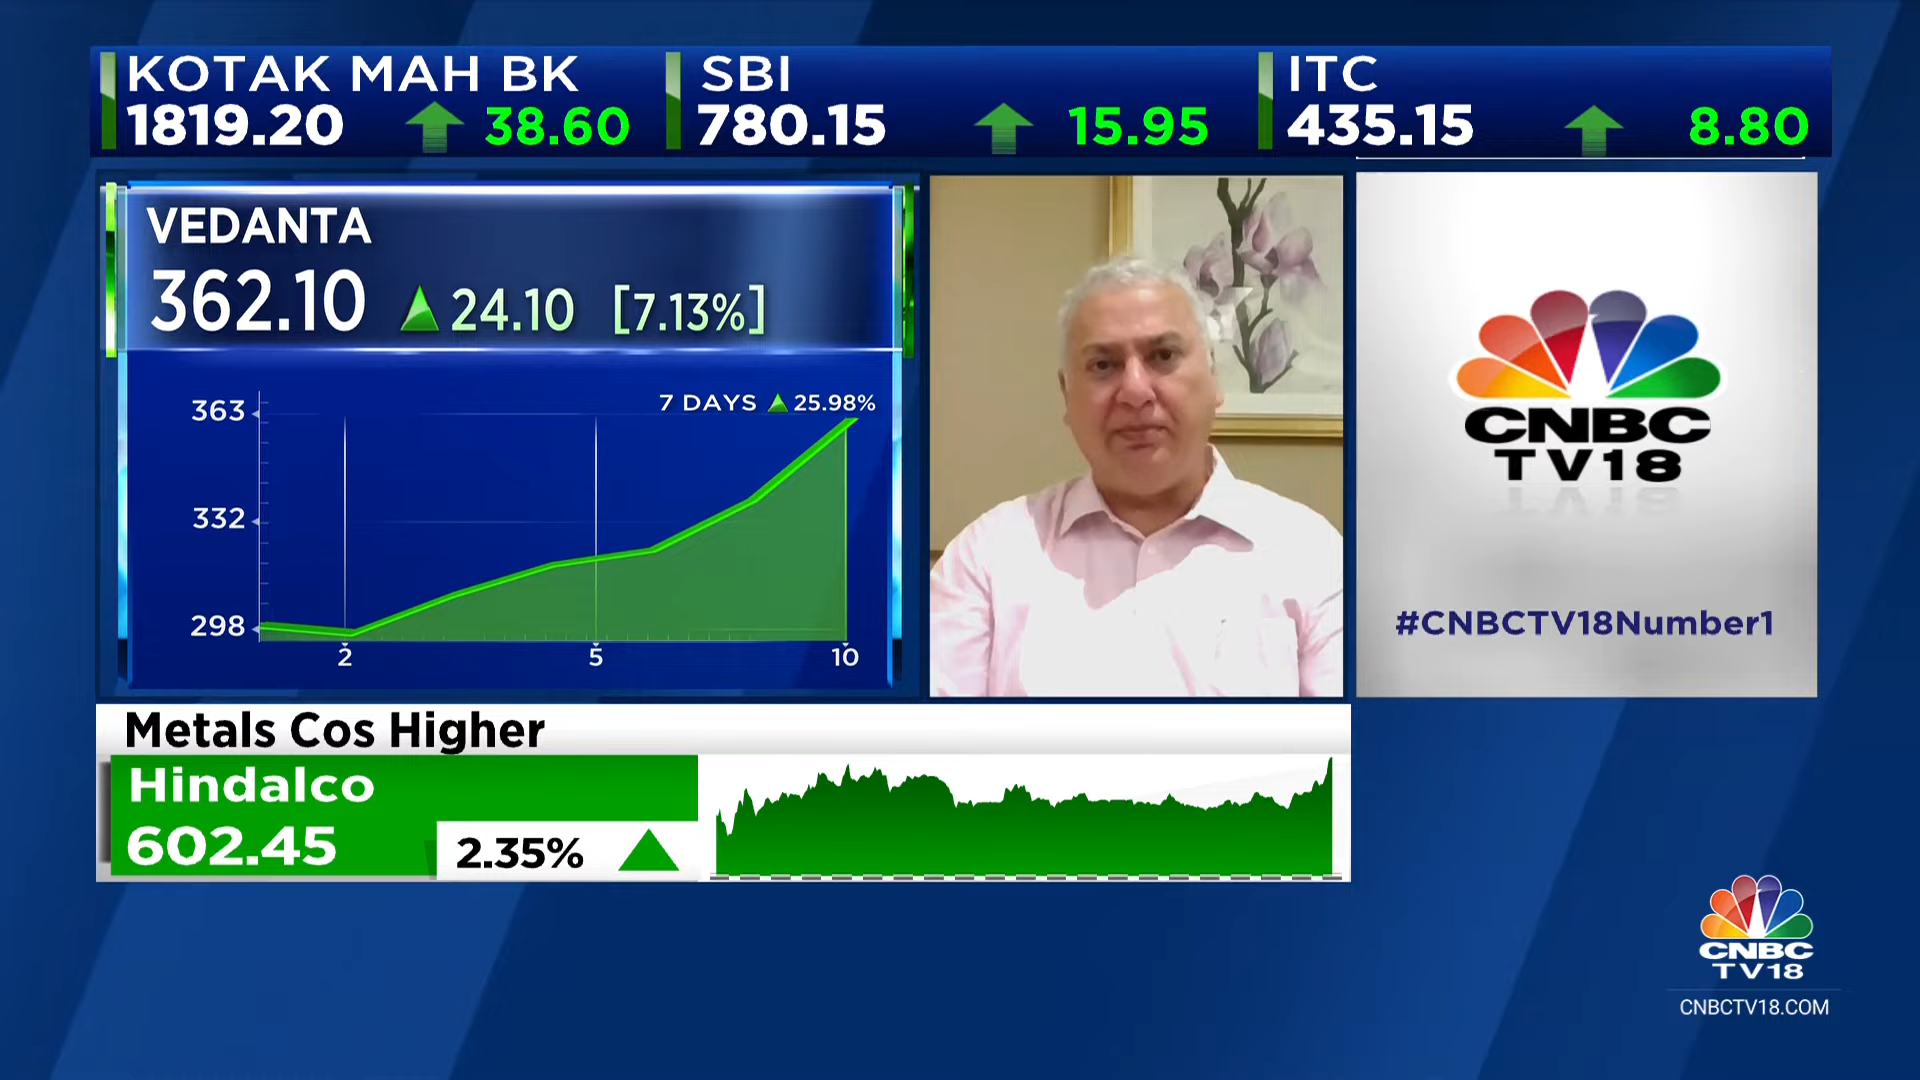 KOTAK MAH BK
1819.20 38.60
SBI
780.15 15.95
ITC
435.15 8.80
VEDANTA
362.10 24.10 [7.13%]
7 DAYS 25.98%
363
332
298
2 5 10
CNBC
TV18
#CNBCTV18Number1
Metals Cos Higher
Hindalco
602.45
2.35%
CNBC
TV18
CNBCTV18.COM